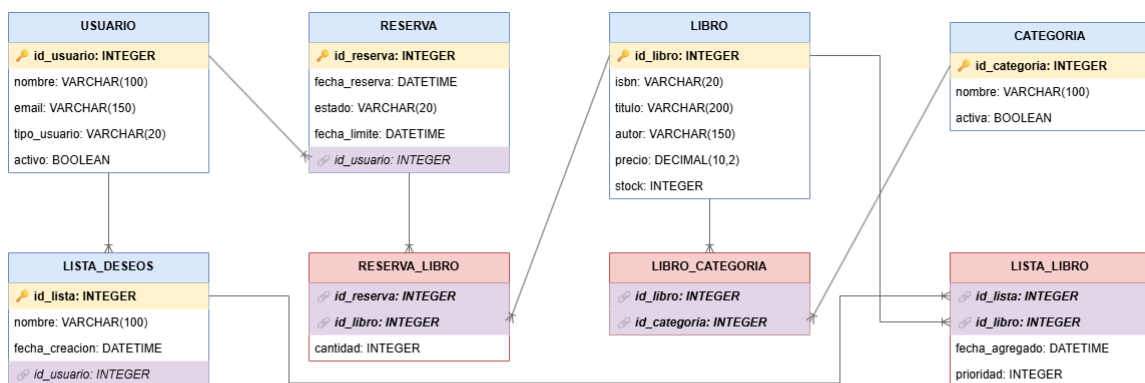 USUARIO
id_usuario: INTEGER
nombre: VARCHAR(100)
email: VARCHAR(150)
tipo_usuario: VARCHAR(20)
activo: BOOLEAN
RESERVA
id_reserva: INTEGER
fecha_reserva: DATETIME
estado: VARCHAR(20)
fecha_limite: DATETIME
id_usuario: INTEGER
LIBRO
id_libro: INTEGER
isbn: VARCHAR(20)
titulo: VARCHAR(200)
autor: VARCHAR(150)
precio: DECIMAL(10,2)
stock: INTEGER
CATEGORIA
id_categoria: INTEGER
nombre: VARCHAR(100)
activa: BOOLEAN
LISTA_DESEOS
id_lista: INTEGER
nombre: VARCHAR(100)
fecha_creacion: DATETIME
id_usuario: INTEGER
RESERVA_LIBRO
id_reserva: INTEGER
id_libro: INTEGER
cantidad: INTEGER
LIBRO_CATEGORIA
id_libro: INTEGER
id_categoria: INTEGER
LISTA_LIBRO
id_lista: INTEGER
id_libro: INTEGER
fecha_agregado: DATETIME
prioridad: INTEGER